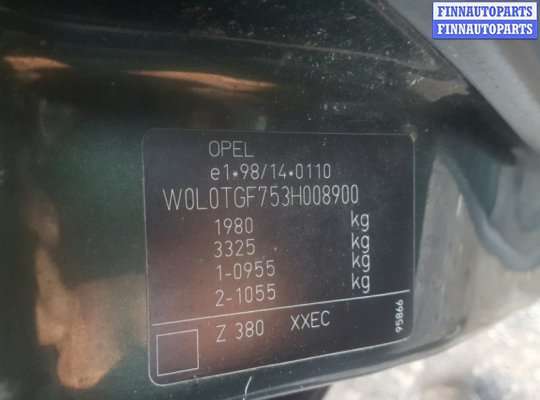 FINNAUTOPARTS
FINNAUTOPARTS
OPEL
e1*98/14*0110
W0L0TGF753H008900
1980 kg
3325 kg
1-0955 kg
2-1055 kg
Z 380 XXEC
95866